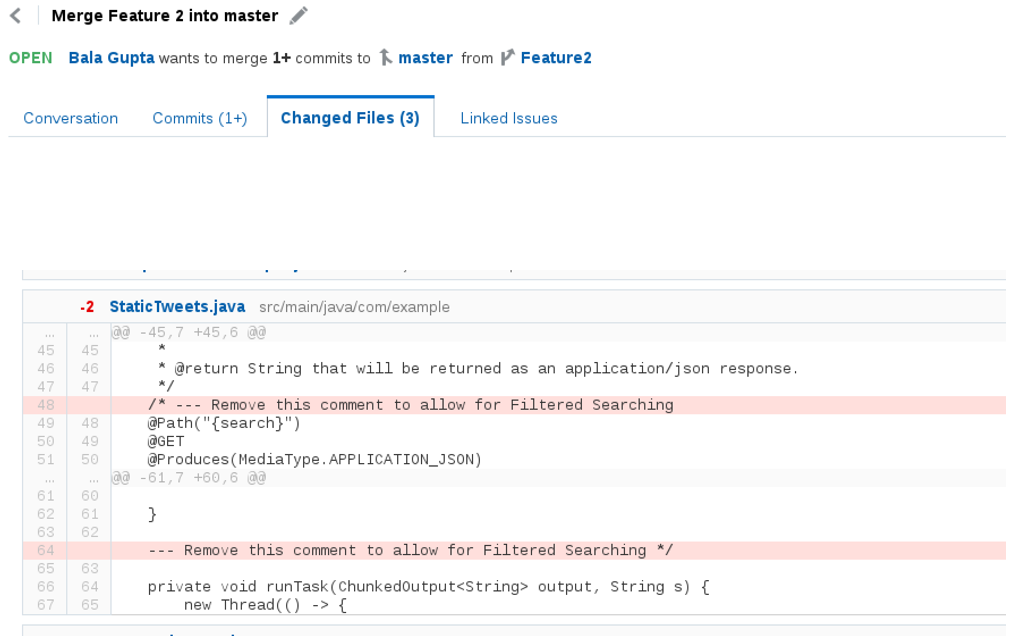 Merge Feature 2 into master
OPEN Bala Gupta wants to merge 1+ commits to master from Feature2
Conversation Commits (1+) Changed Files (3) Linked Issues
-2 StaticTweets.java src/main/java/com/example
... ... @@ -45,7 +45,6 @@
45 45 *
46 46 * @return String that will be returned as an application/json response.
47 47 */
48 /* --- Remove this comment to allow for Filtered Searching
49 48 @Path("{search}")
50 49 @GET
51 50 @Produces(MediaType.APPLICATION_JSON)
... ... @@ -61,7 +60,6 @@
61 60
62 61 }
63 62
64 --- Remove this comment to allow for Filtered Searching */
65 63
66 64 private void runTask(ChunkedOutput<String> output, String s) {
67 65 new Thread(() -> {